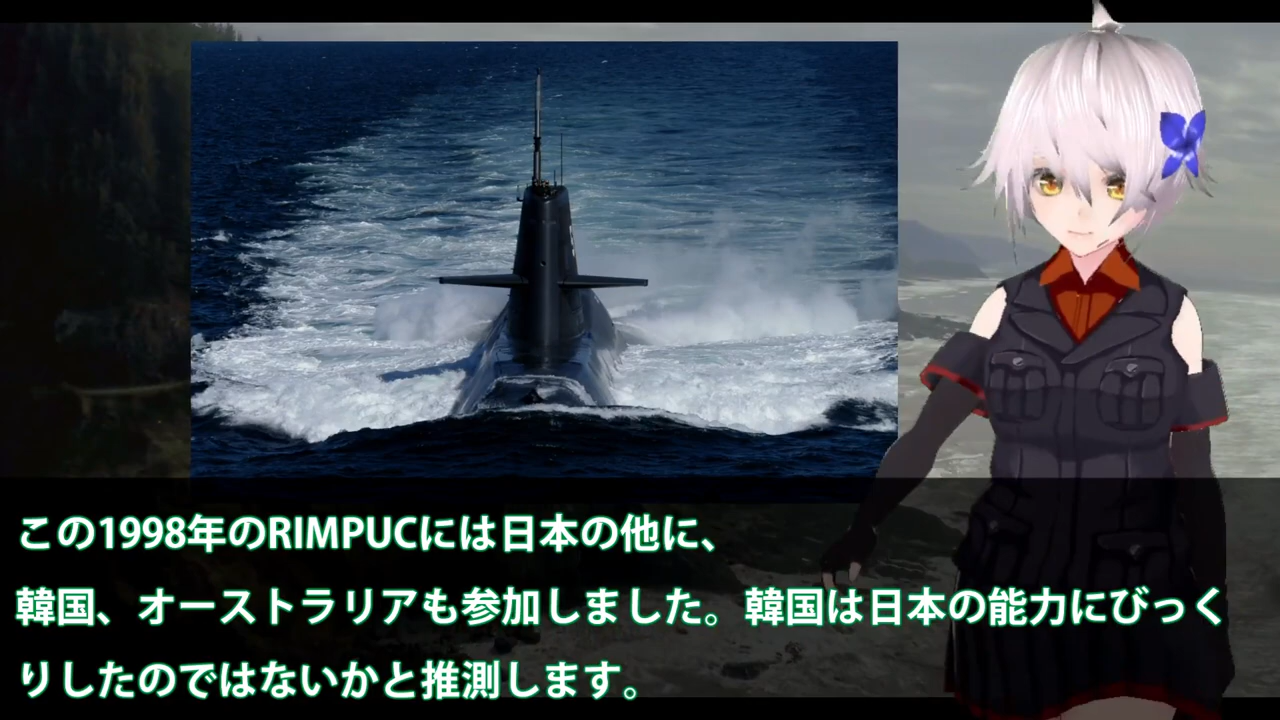 この1998年のRIMPUCには日本の他に、
韓国、オーストラリアも参加しました。韓国は日本の能力にびっく
りしたのではないかと推測します。